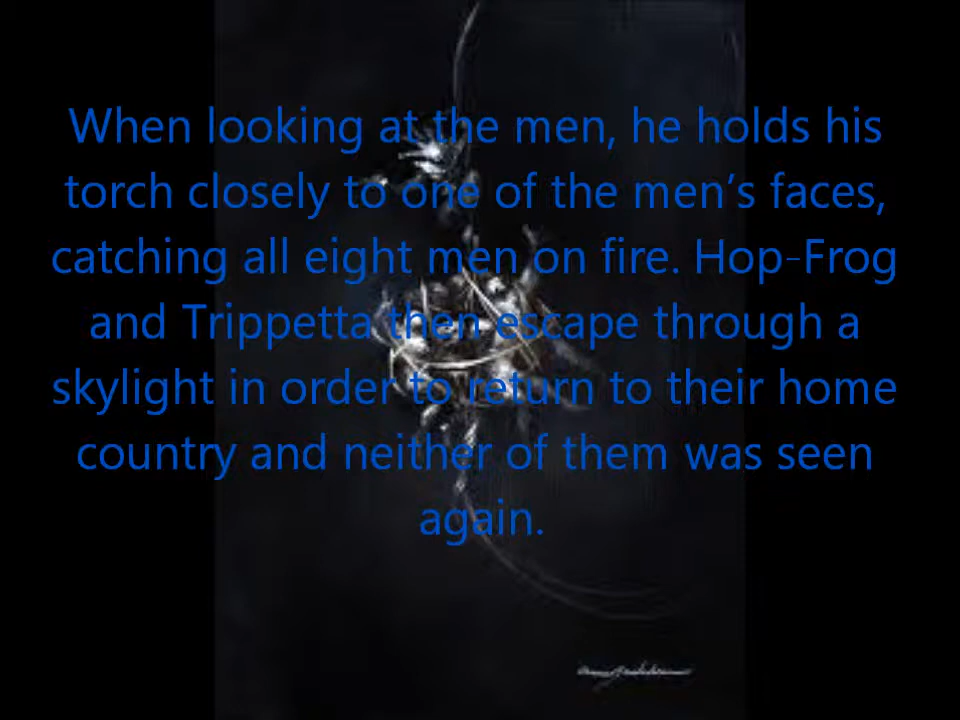 When looking at the men, he holds his
torch closely to one of the men’s faces,
catching all eight men on fire. Hop-Frog
and Trippetta then escape through a
skylight in order to return to their home
country and neither of them was seen
again.